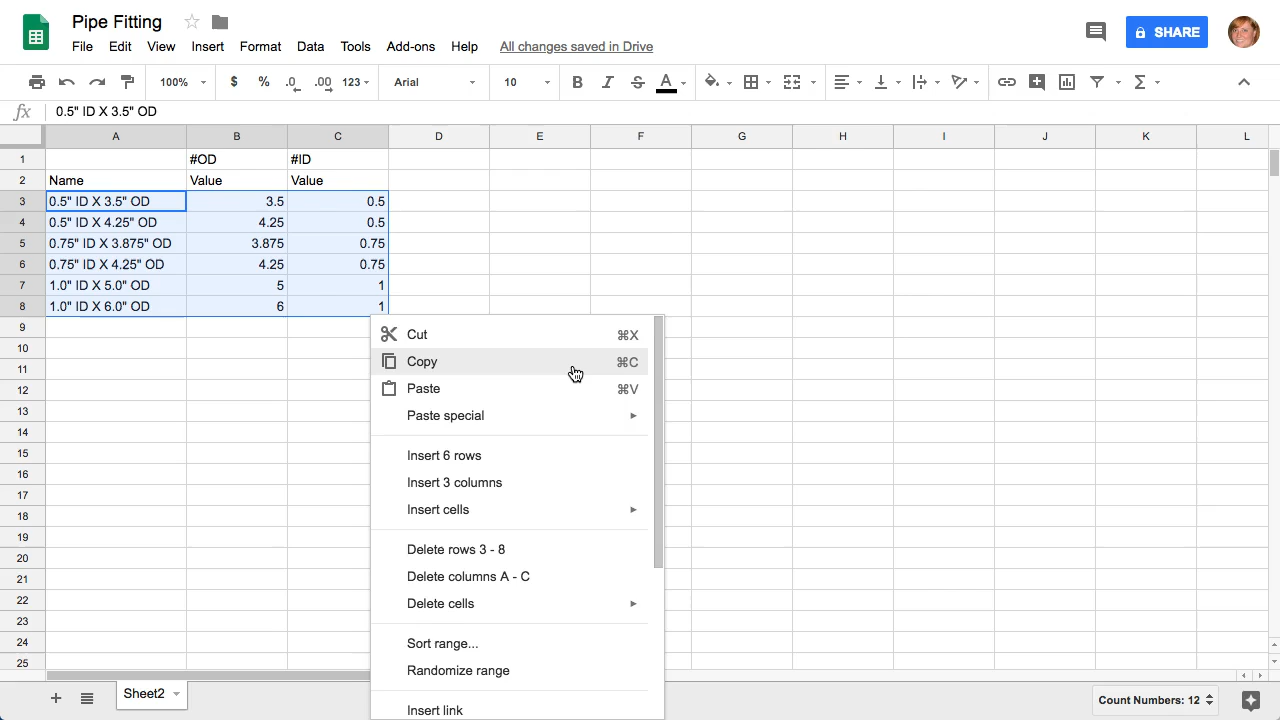 Pipe Fitting
File Edit View Insert Format Data Tools Add-ons Help All changes saved in Drive
SHARE
100% $ % .0 .00 123 Arial 10 B I S A Σ
fx 0.5" ID X 3.5" OD
A B C D E F G H I J K L
1 #OD #ID
2 Name Value Value
3 0.5" ID X 3.5" OD 3.5 0.5
4 0.5" ID X 4.25" OD 4.25 0.5
5 0.75" ID X 3.875" OD 3.875 0.75
6 0.75" ID X 4.25" OD 4.25 0.75
7 1.0" ID X 5.0" OD 5 1
8 1.0" ID X 6.0" OD 6 1
9
10
11
12
13
14
15
16
17
18
19
20
21
22
23
24
25
Cut ⌘X
Copy ⌘C
Paste ⌘V
Paste special
Insert 6 rows
Insert 3 columns
Insert cells
Delete rows 3 - 8
Delete columns A - C
Delete cells
Sort range...
Randomize range
Insert link
Sheet2
Count Numbers: 12